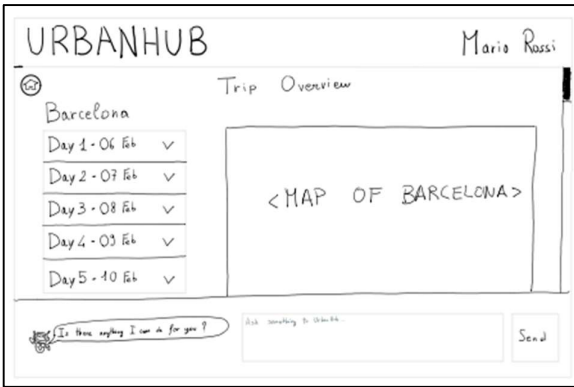 URBANHUB
Mario Rossi
Trip Overview
Barcelona
Day 1 - 06 Feb
Day 2 - 07 Feb
Day 3 - 08 Feb
Day 4 - 09 Feb
Day 5 - 10 Feb
<MAP OF BARCELONA>
Is there anything I can do for you ?
Ask something to UrbanHub...
Send